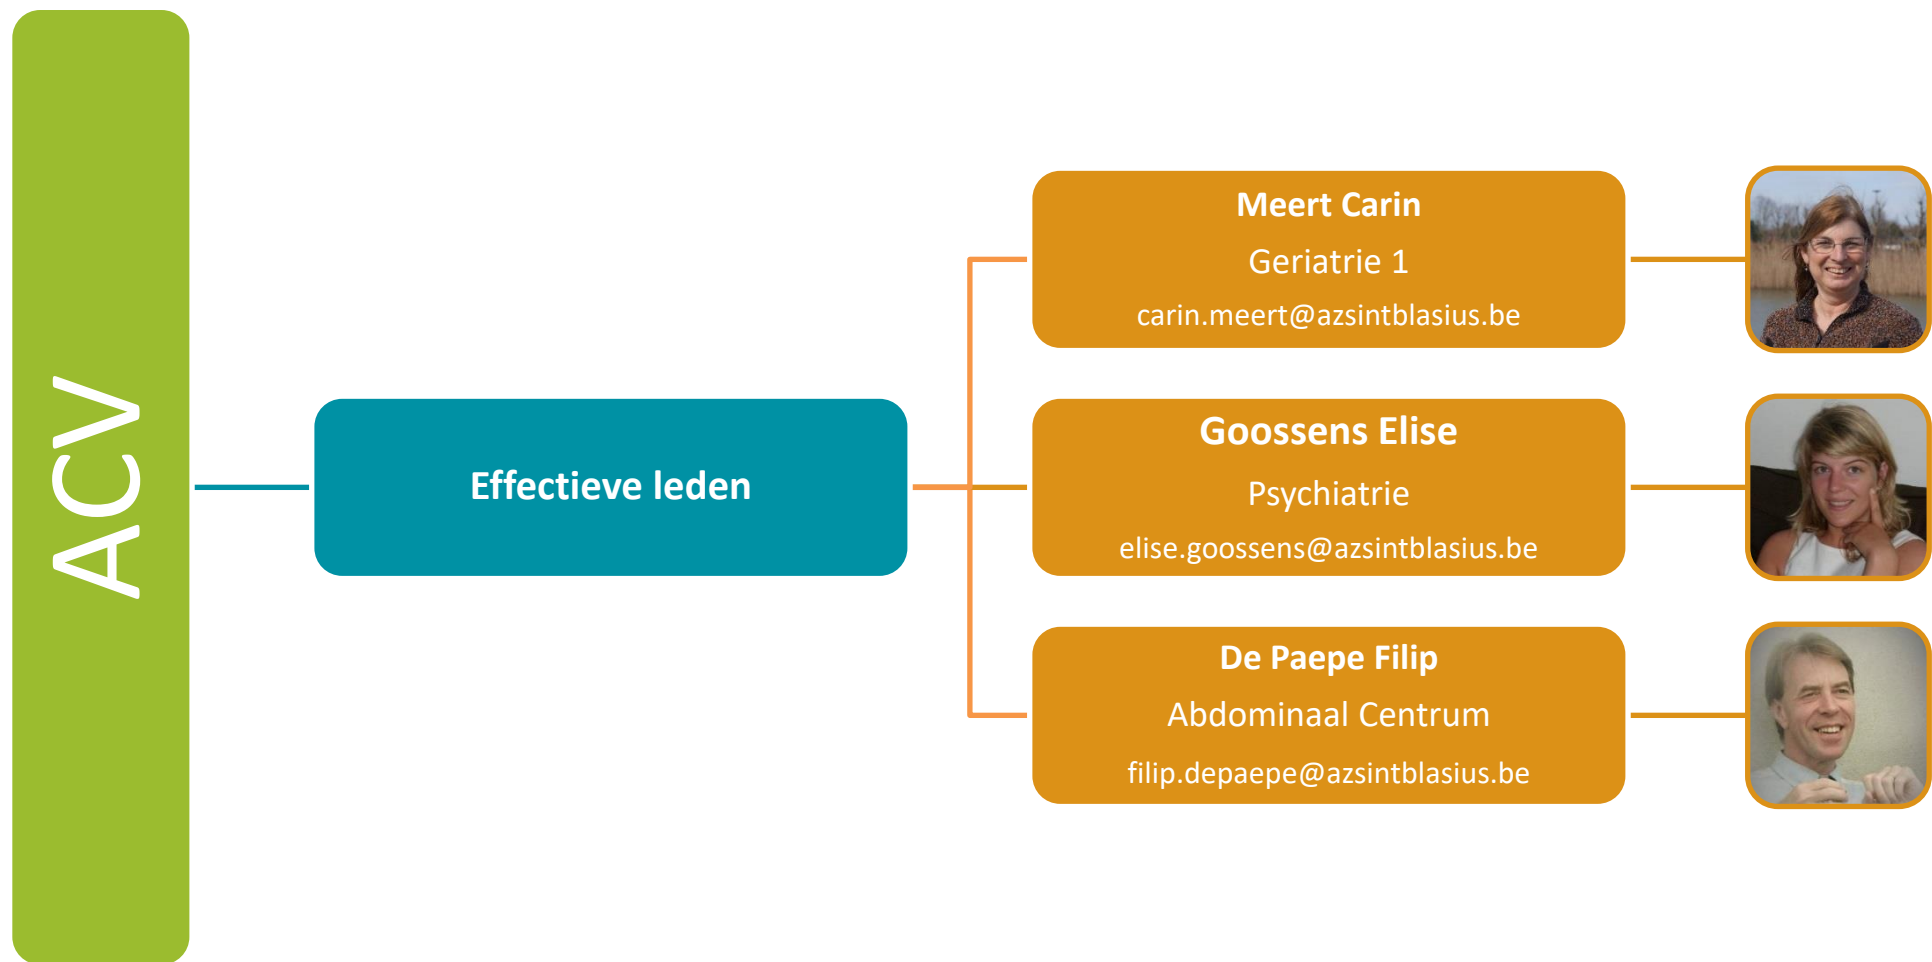 ACV
Effectieve leden
Meert Carin
Geriatrie 1
carin.meert@azsintblasius.be
Goossens Elise
Psychiatrie
elise.goossens@azsintblasius.be
De Paepe Filip
Abdominaal Centrum
filip.depaepe@azsintblasius.be